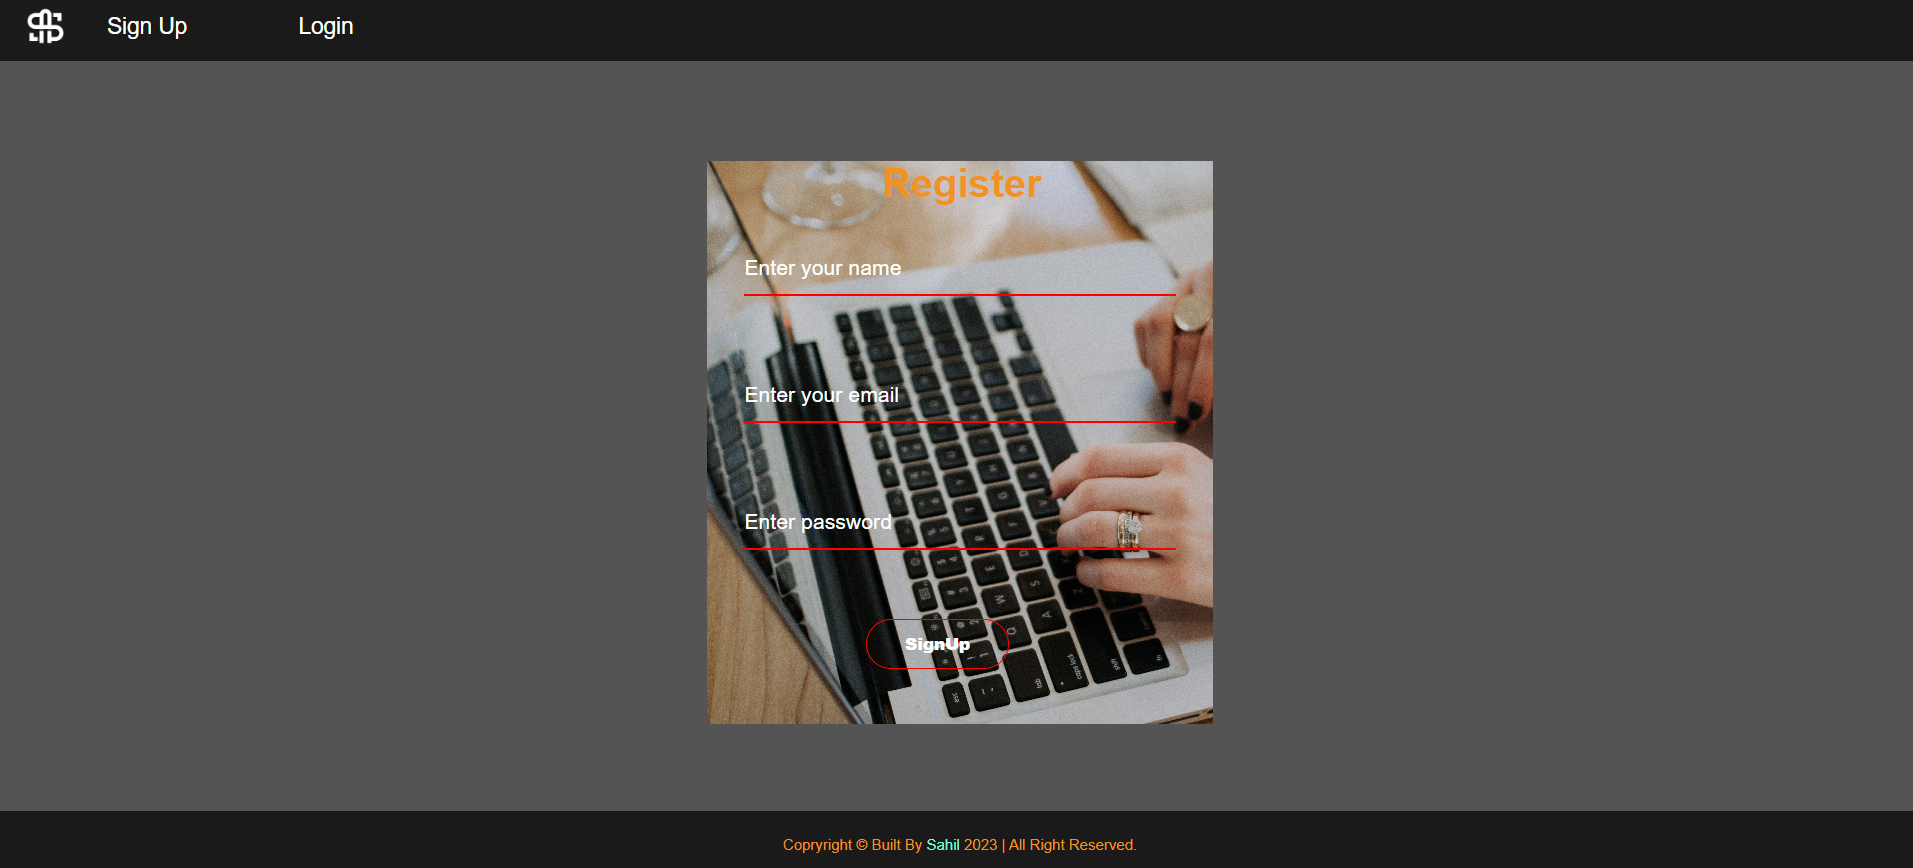 Sign Up
Login
Register
Enter your name
Enter your email
Enter password
SignUp
Copryright © Built By Sahil 2023 | All Right Reserved.